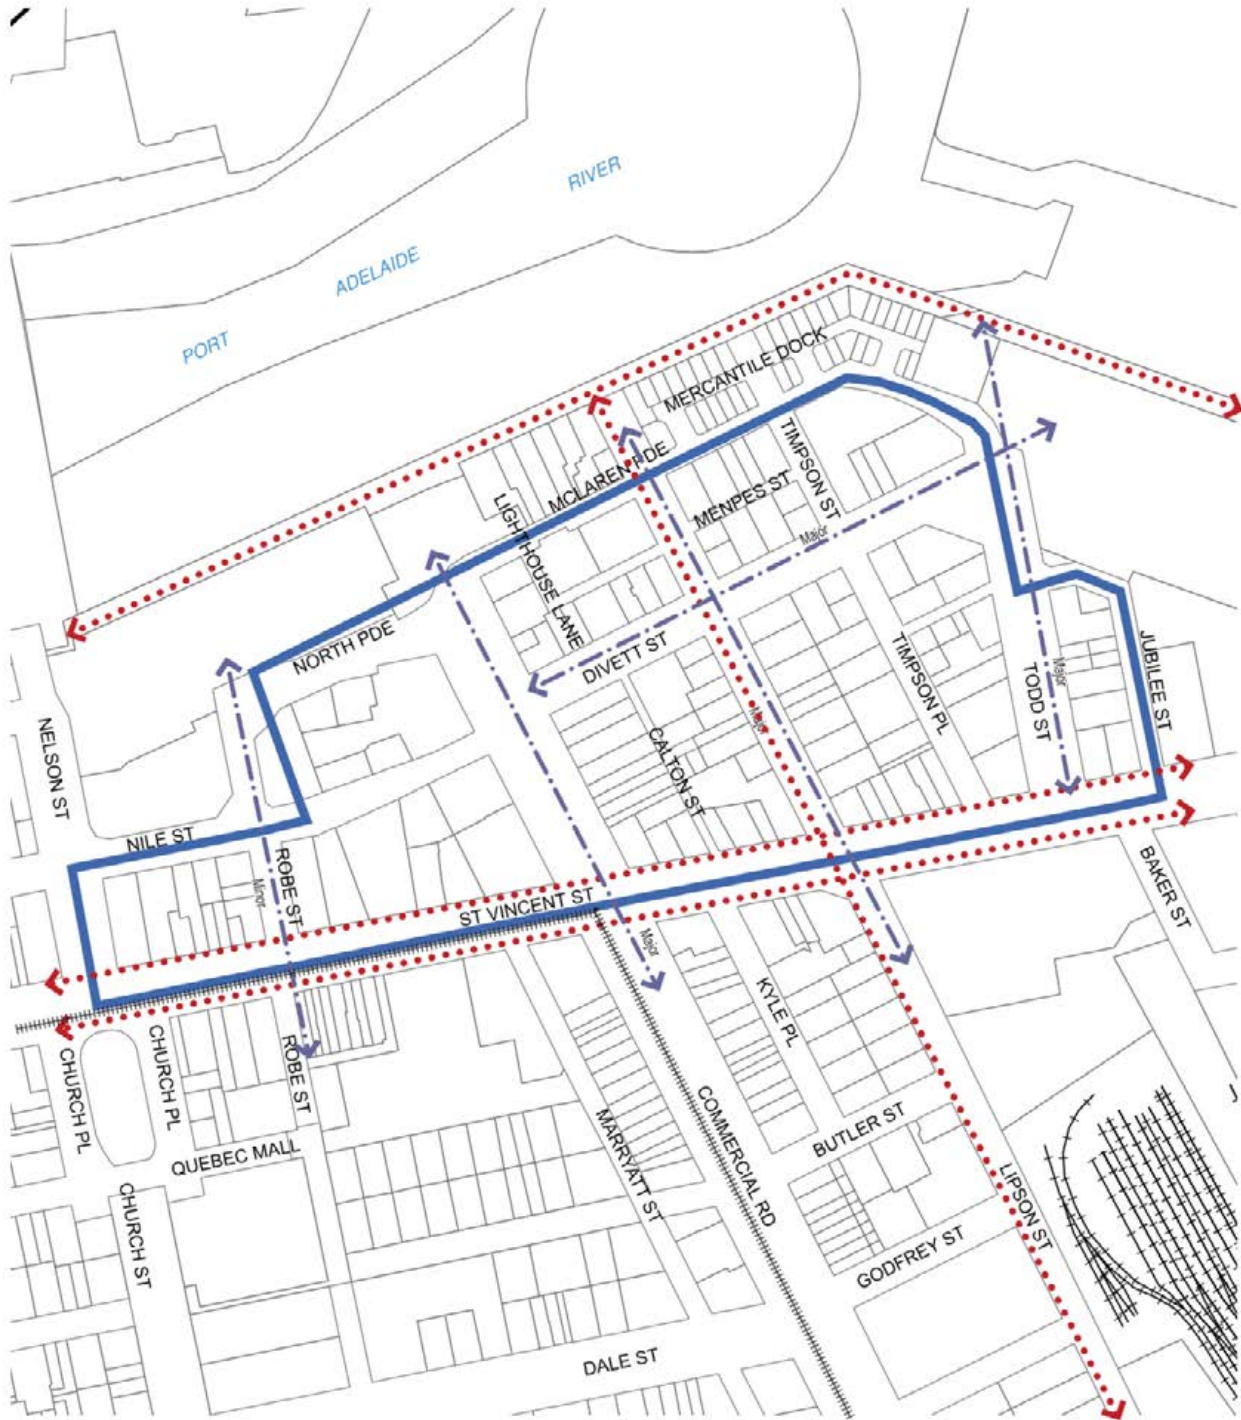 RIVER
ADELAIDE
PORT
MERCANTILE DOCK
MCLAREN PDE
TIMPSON ST
MENPES ST
LIGHTHOUSE LANE
Major
NORTH PDE
DIVETT ST
TIMPSON PL
TODD ST
Major
JUBILEE ST
NELSON ST
CALTON ST
Major
NILE ST
ROBE ST
Minor
ST VINCENT ST
BAKER ST
Major
KYLE PL
CHURCH PL
CHURCH PL
ROBE ST
QUEBEC MALL
MARRYATT ST
COMMERCIAL RD
BUTLER ST
LIPSON ST
CHURCH ST
GODFREY ST
DALE ST